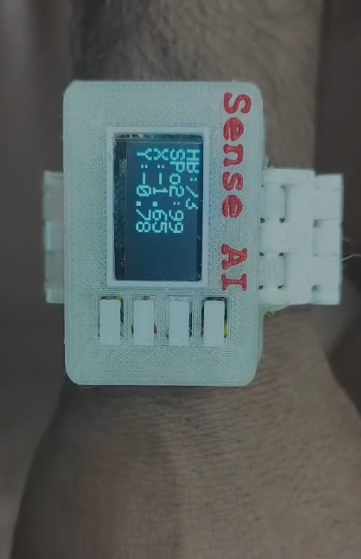 Sense AI
HB:73
SPo2:99
X:-1.65
Y:-0.78